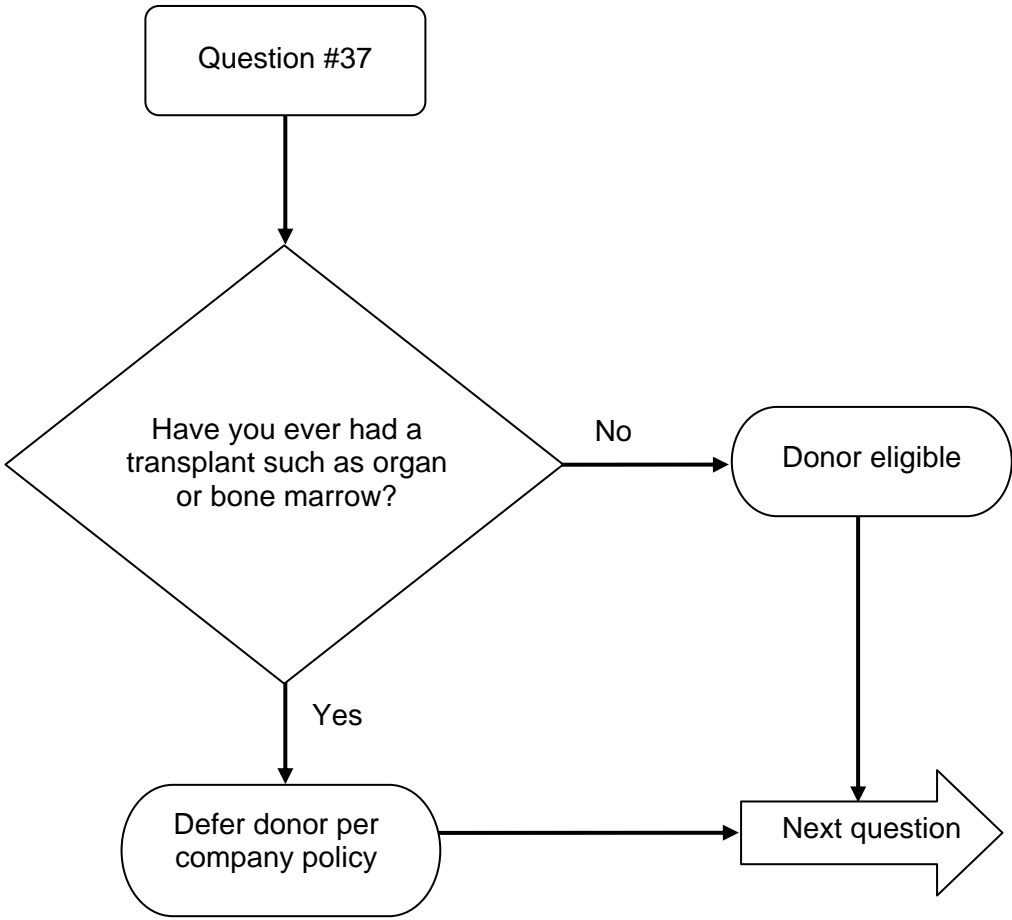 Question #37
Have you ever had a
transplant such as organ
or bone marrow?
No
Donor eligible
Yes
Defer donor per
company policy
Next question